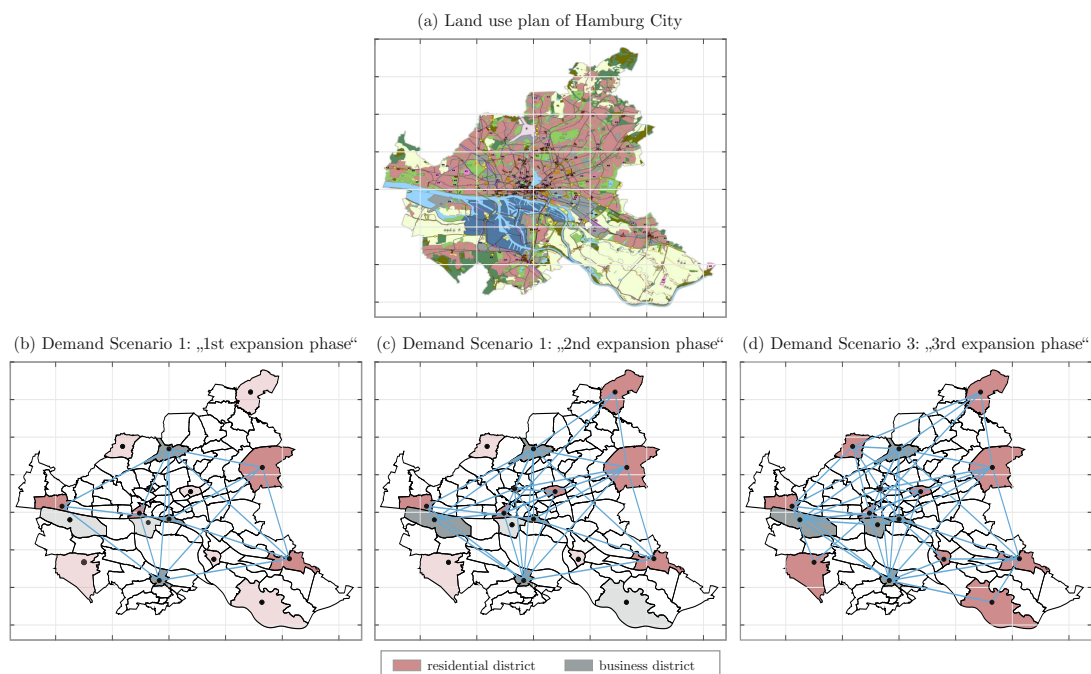 (a) Land use plan of Hamburg City
(b) Demand Scenario 1: „1st expansion phase“
(c) Demand Scenario 1: „2nd expansion phase“
(d) Demand Scenario 3: „3rd expansion phase“
residential district
business district